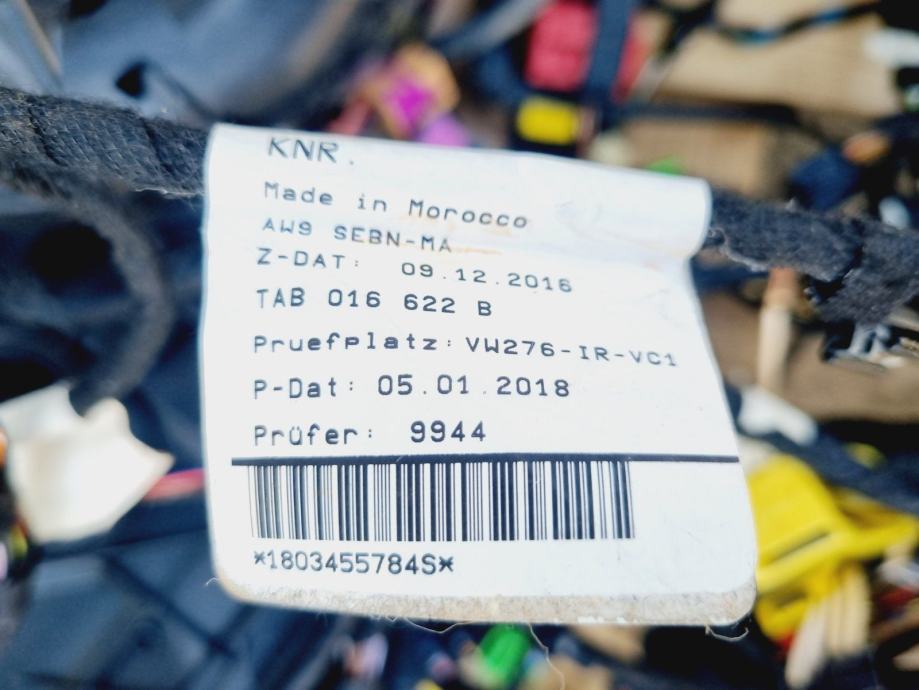 KNR.
Made in Morocco
AW9 SEBN-MA
Z-DAT: 09.12.2016
TAB 016 622 B
Pruefplatz: VW276-IR-VC1
P-Dat: 05.01.2018
Prüfer: 9944
*1803455784S*